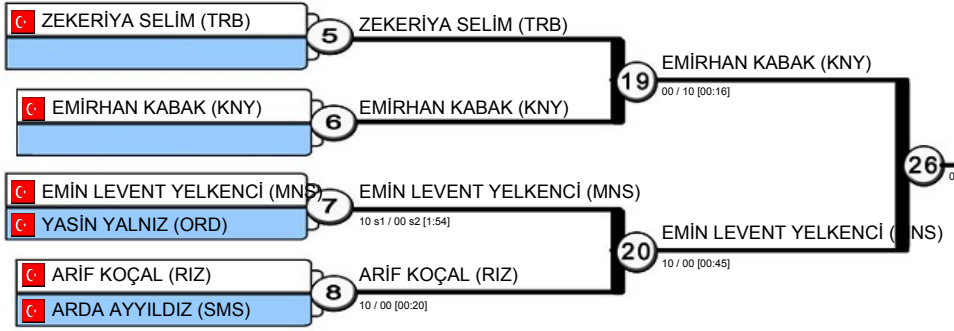 ZEKERİYA SELİM (TRB)
5
ZEKERİYA SELİM (TRB)
EMİRHAN KABAK (KNY)
19
00 / 10 [00:16]
EMİRHAN KABAK (KNY)
6
EMİRHAN KABAK (KNY)
26
0
EMİN LEVENT YELKENCİ (MNS)
7
EMİN LEVENT YELKENCİ (MNS)
YASİN YALNIZ (ORD)
10 s1 / 00 s2 [1:54]
EMİN LEVENT YELKENCİ (MNS)
20
10 / 00 [00:45]
ARİF KOÇAL (RIZ)
8
ARİF KOÇAL (RIZ)
ARDA AYYILDIZ (SMS)
10 / 00 [00:20]